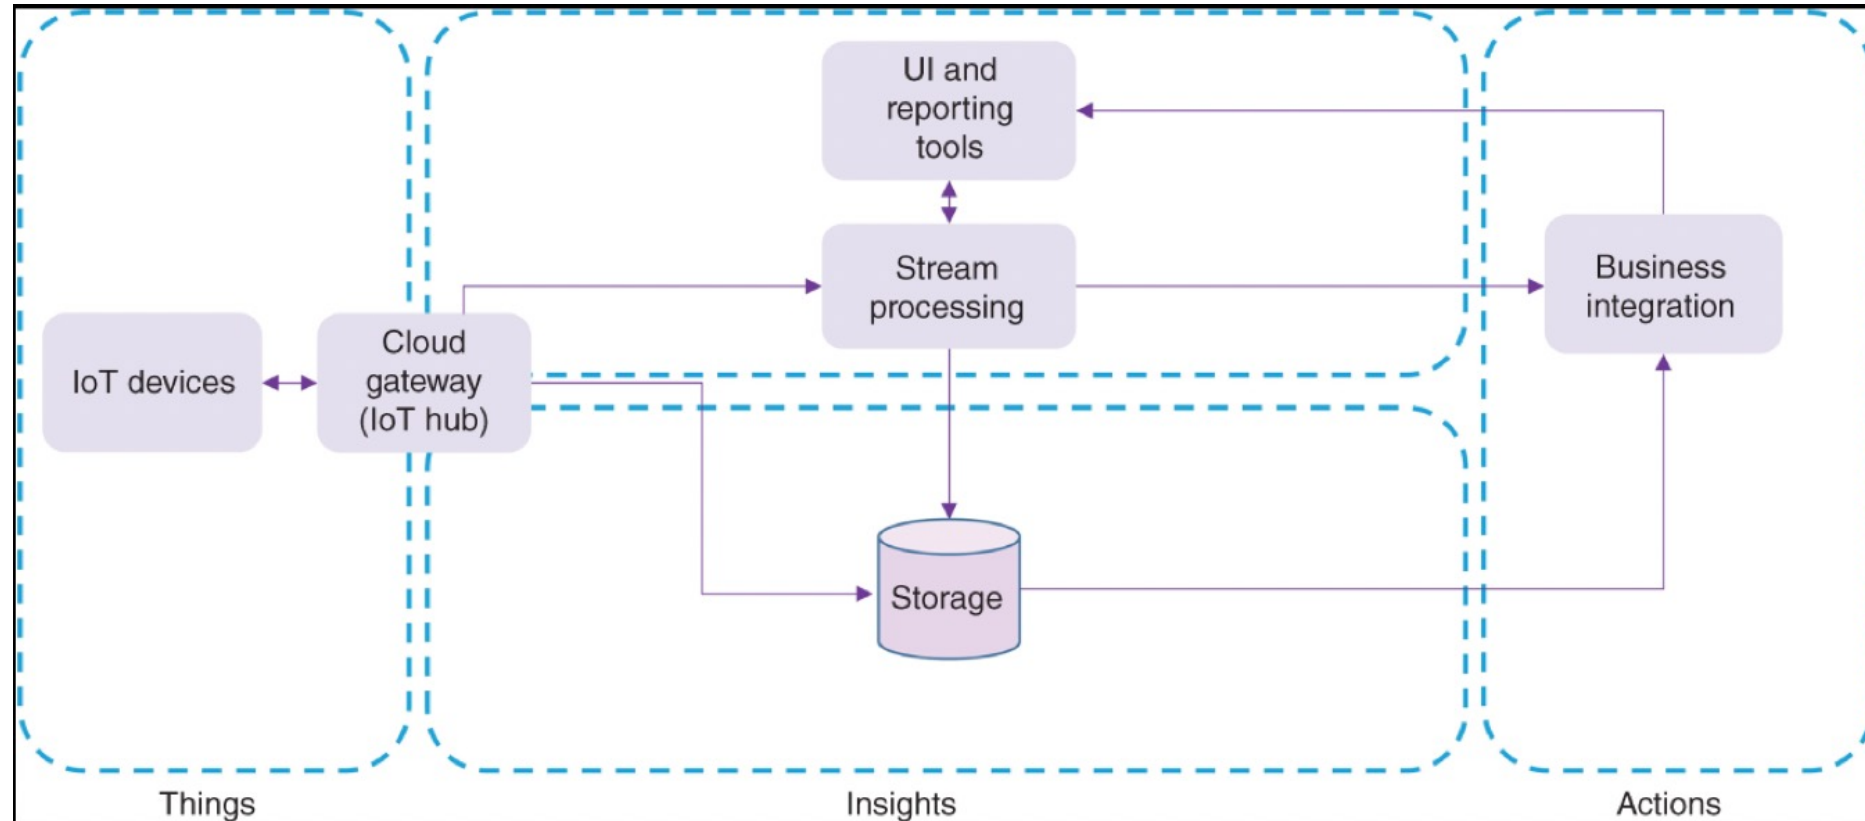 UI and
reporting
tools
Stream
processing
Business
integration
IoT devices
Cloud
gateway
(IoT hub)
Storage
Things
Insights
Actions